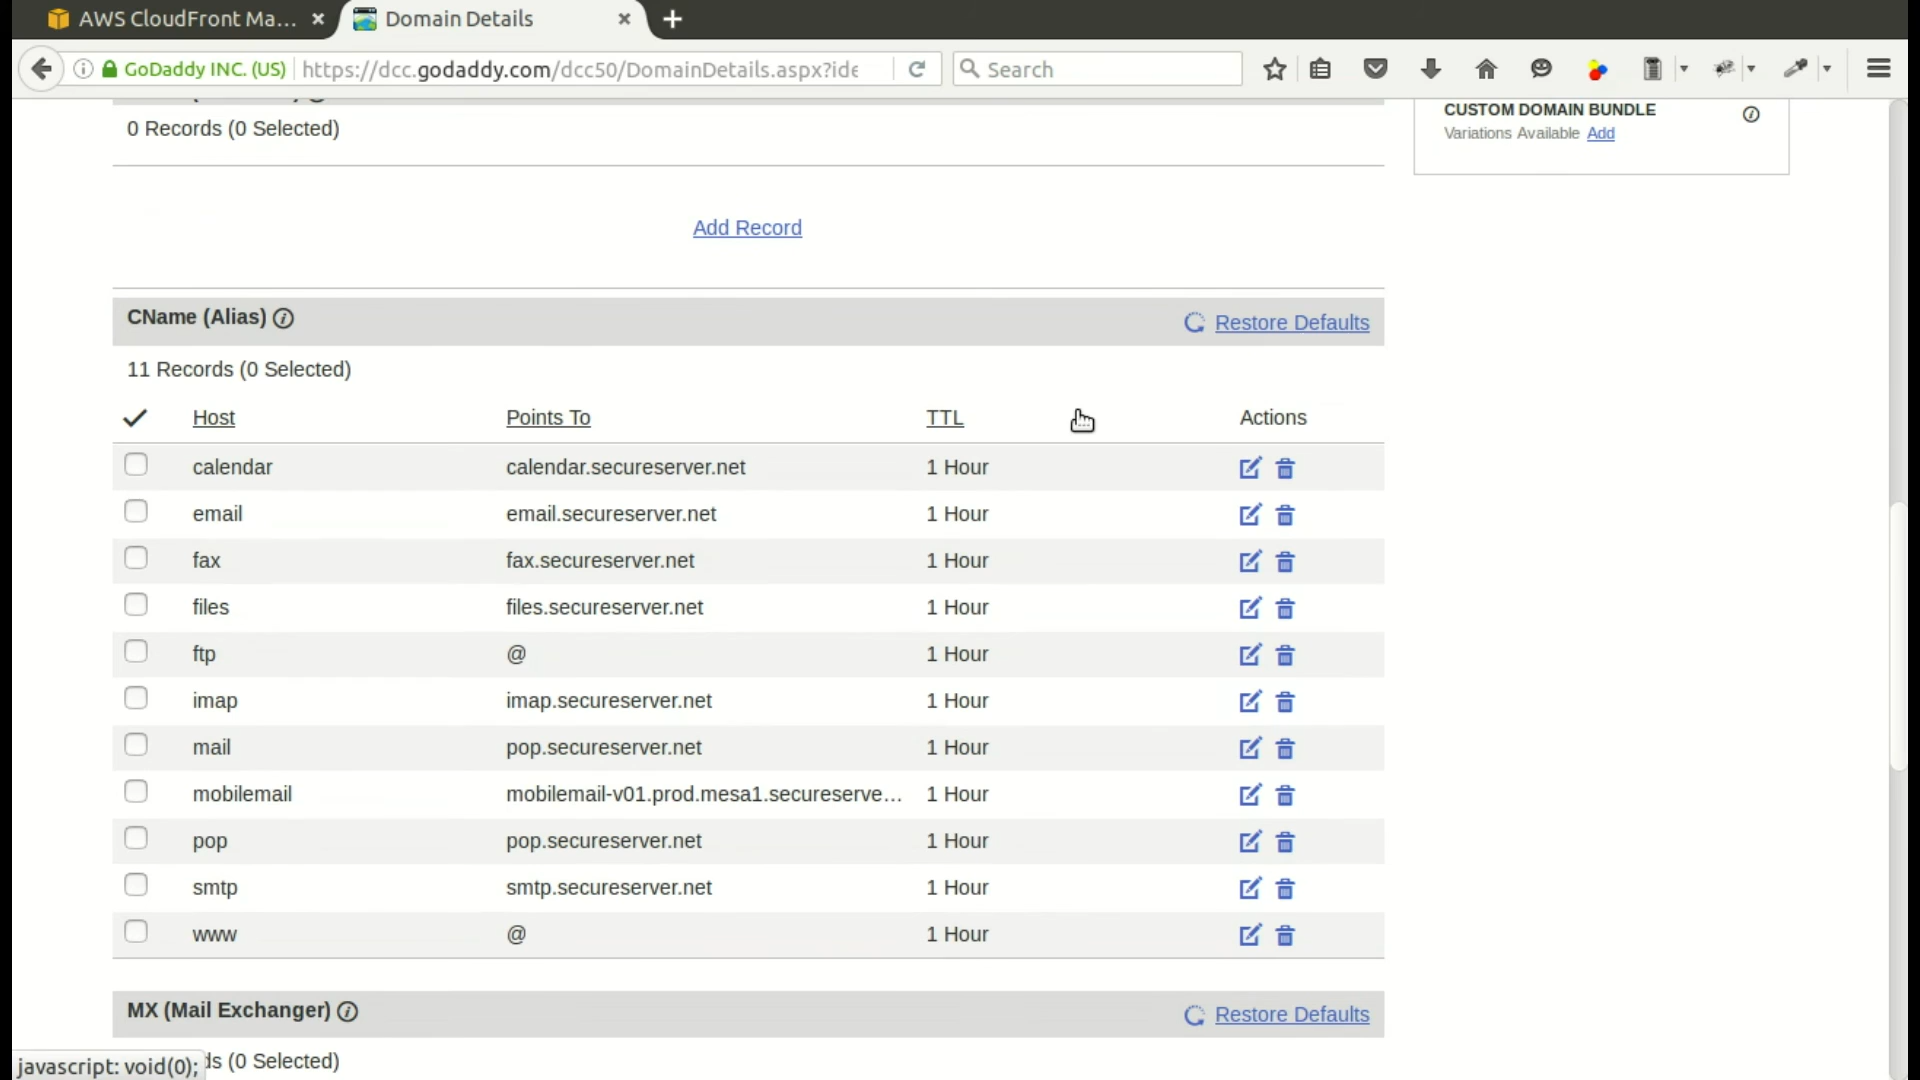 AWS CloudFront Ma...
Domain Details
GoDaddy INC. (US)
https://dcc.godaddy.com/dcc50/DomainDetails.aspx?ide
Search
0 Records (0 Selected)
CUSTOM DOMAIN BUNDLE
Variations Available Add
Add Record
CName (Alias)
Restore Defaults
11 Records (0 Selected)
Host Points To TTL Actions
calendar calendar.secureserver.net 1 Hour
email email.secureserver.net 1 Hour
fax fax.secureserver.net 1 Hour
files files.secureserver.net 1 Hour
ftp @ 1 Hour
imap imap.secureserver.net 1 Hour
mail pop.secureserver.net 1 Hour
mobilemail mobilemail-v01.prod.mesa1.secureserve... 1 Hour
pop pop.secureserver.net 1 Hour
smtp smtp.secureserver.net 1 Hour
www @ 1 Hour
MX (Mail Exchanger)
Restore Defaults
javascript: void(0);
ds (0 Selected)